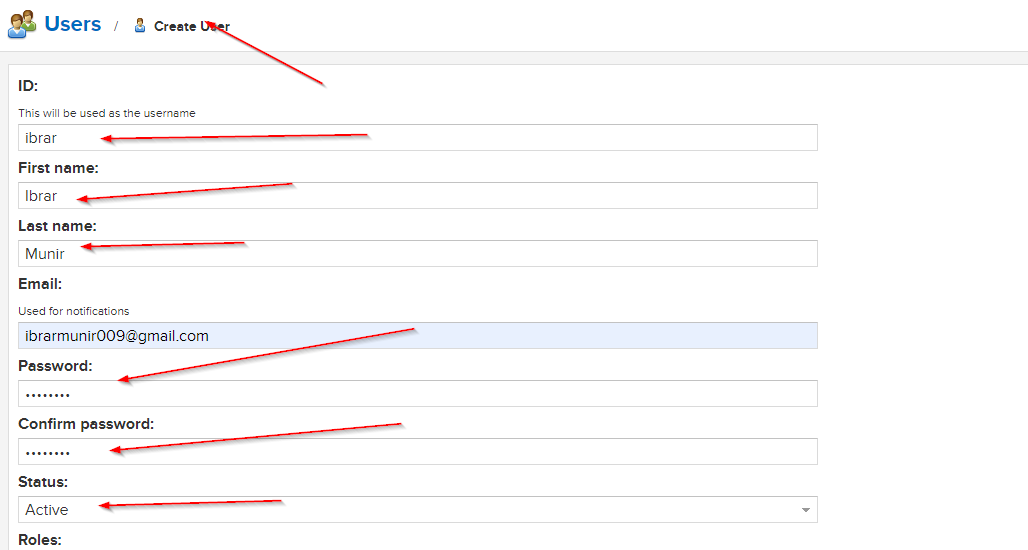 Users / Create User
ID:
This will be used as the username
ibrar
First name:
Ibrar
Last name:
Munir
Email:
Used for notifications
ibrarmunir009@gmail.com
Password:
••••••••
Confirm password:
••••••••
Status:
Active
Roles: